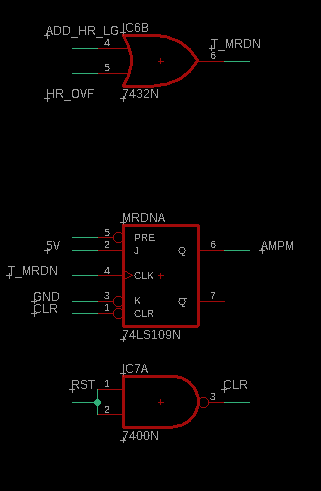 ADD_HR_LG
IC6B
4
T_MRDN
6
5
HR_OVF
7432N
MRDNA
5
PRE
5V
2
J
Q
6
AMPM
T_MRDN
4
CLK
GND
3
K
Q
7
CLR
1
CLR
74LS109N
IC7A
RST
1
CLR
3
2
7400N